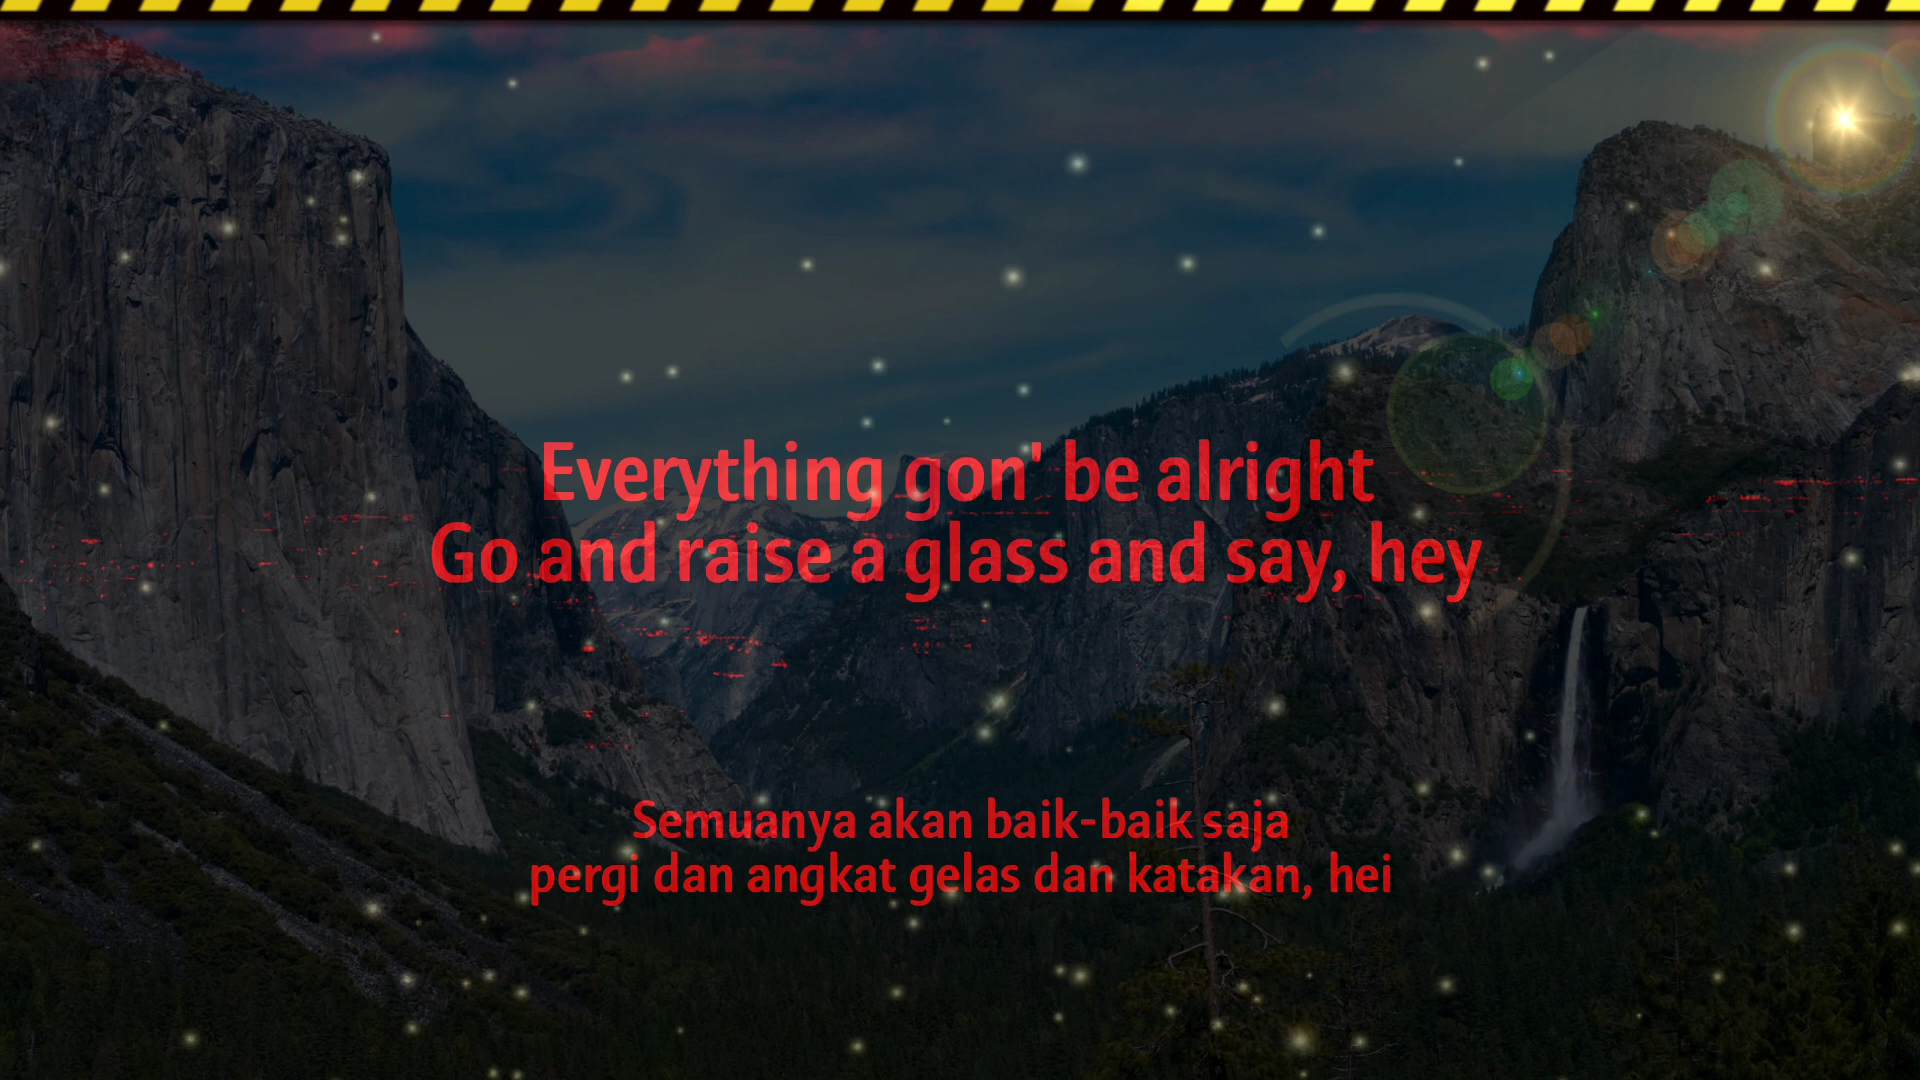 Everything gon' be alright
Go and raise a glass and say, hey
Semuanya akan baik-baik saja
pergi dan angkat gelas dan katakan, hei